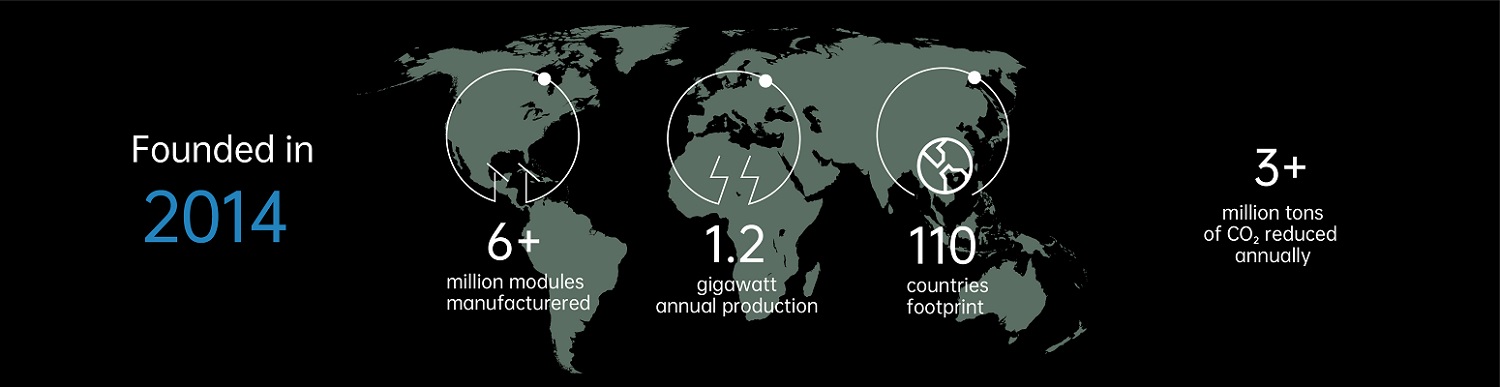 Founded in
2014
6+
million modules
manufacturered
1.2
gigawatt
annual production
110
countries
footprint
3+
million tons
of CO₂ reduced
annually